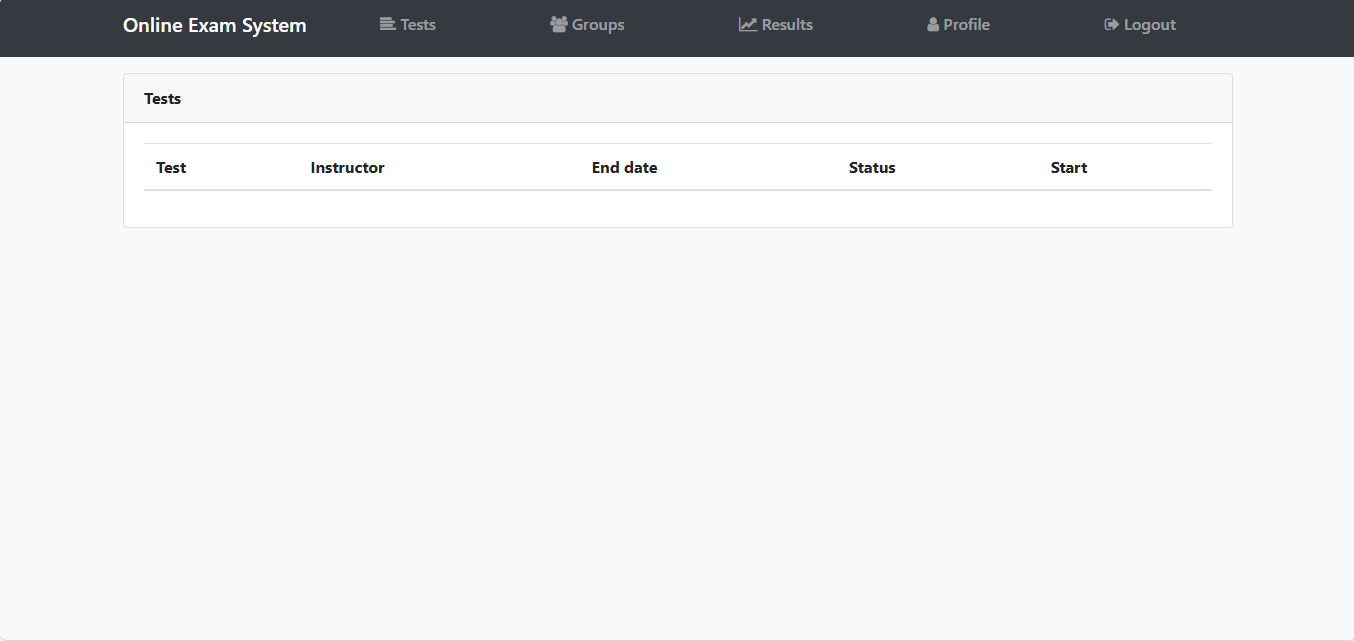 Online Exam System Tests Groups Results Profile Logout
Tests
Test Instructor End date Status Start